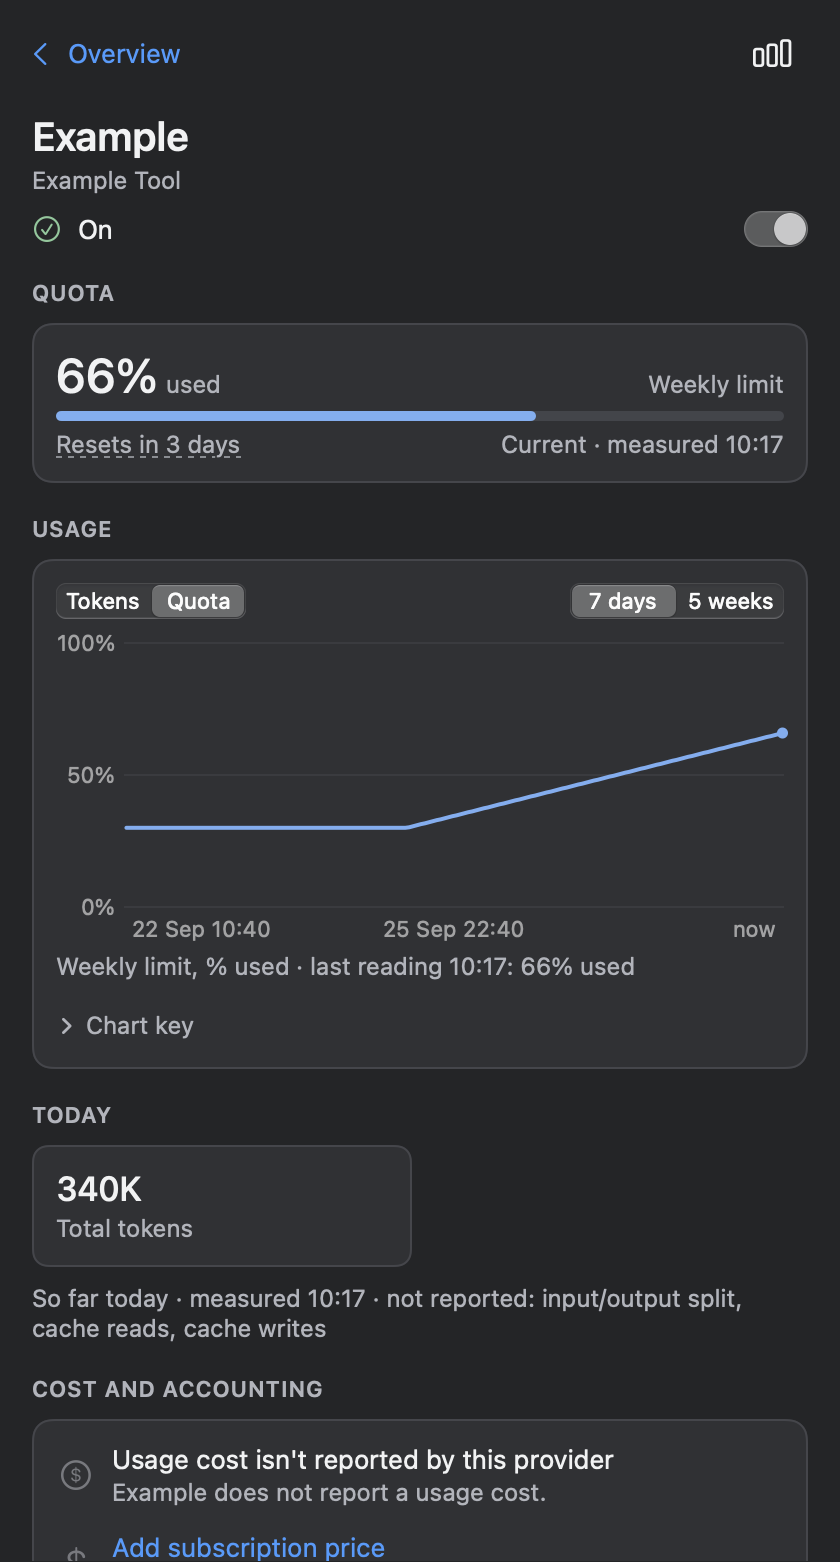 Overview
Example
Example Tool
On
QUOTA
66% used
Weekly limit
Resets in 3 days
Current · measured 10:17
USAGE
Tokens
Quota
7 days
5 weeks
100%
50%
0%
22 Sep 10:40
25 Sep 22:40
now
Weekly limit, % used · last reading 10:17: 66% used
Chart key
TODAY
340K
Total tokens
So far today · measured 10:17 · not reported: input/output split,
cache reads, cache writes
COST AND ACCOUNTING
$
Usage cost isn't reported by this provider
Example does not report a usage cost.
Add subscription price